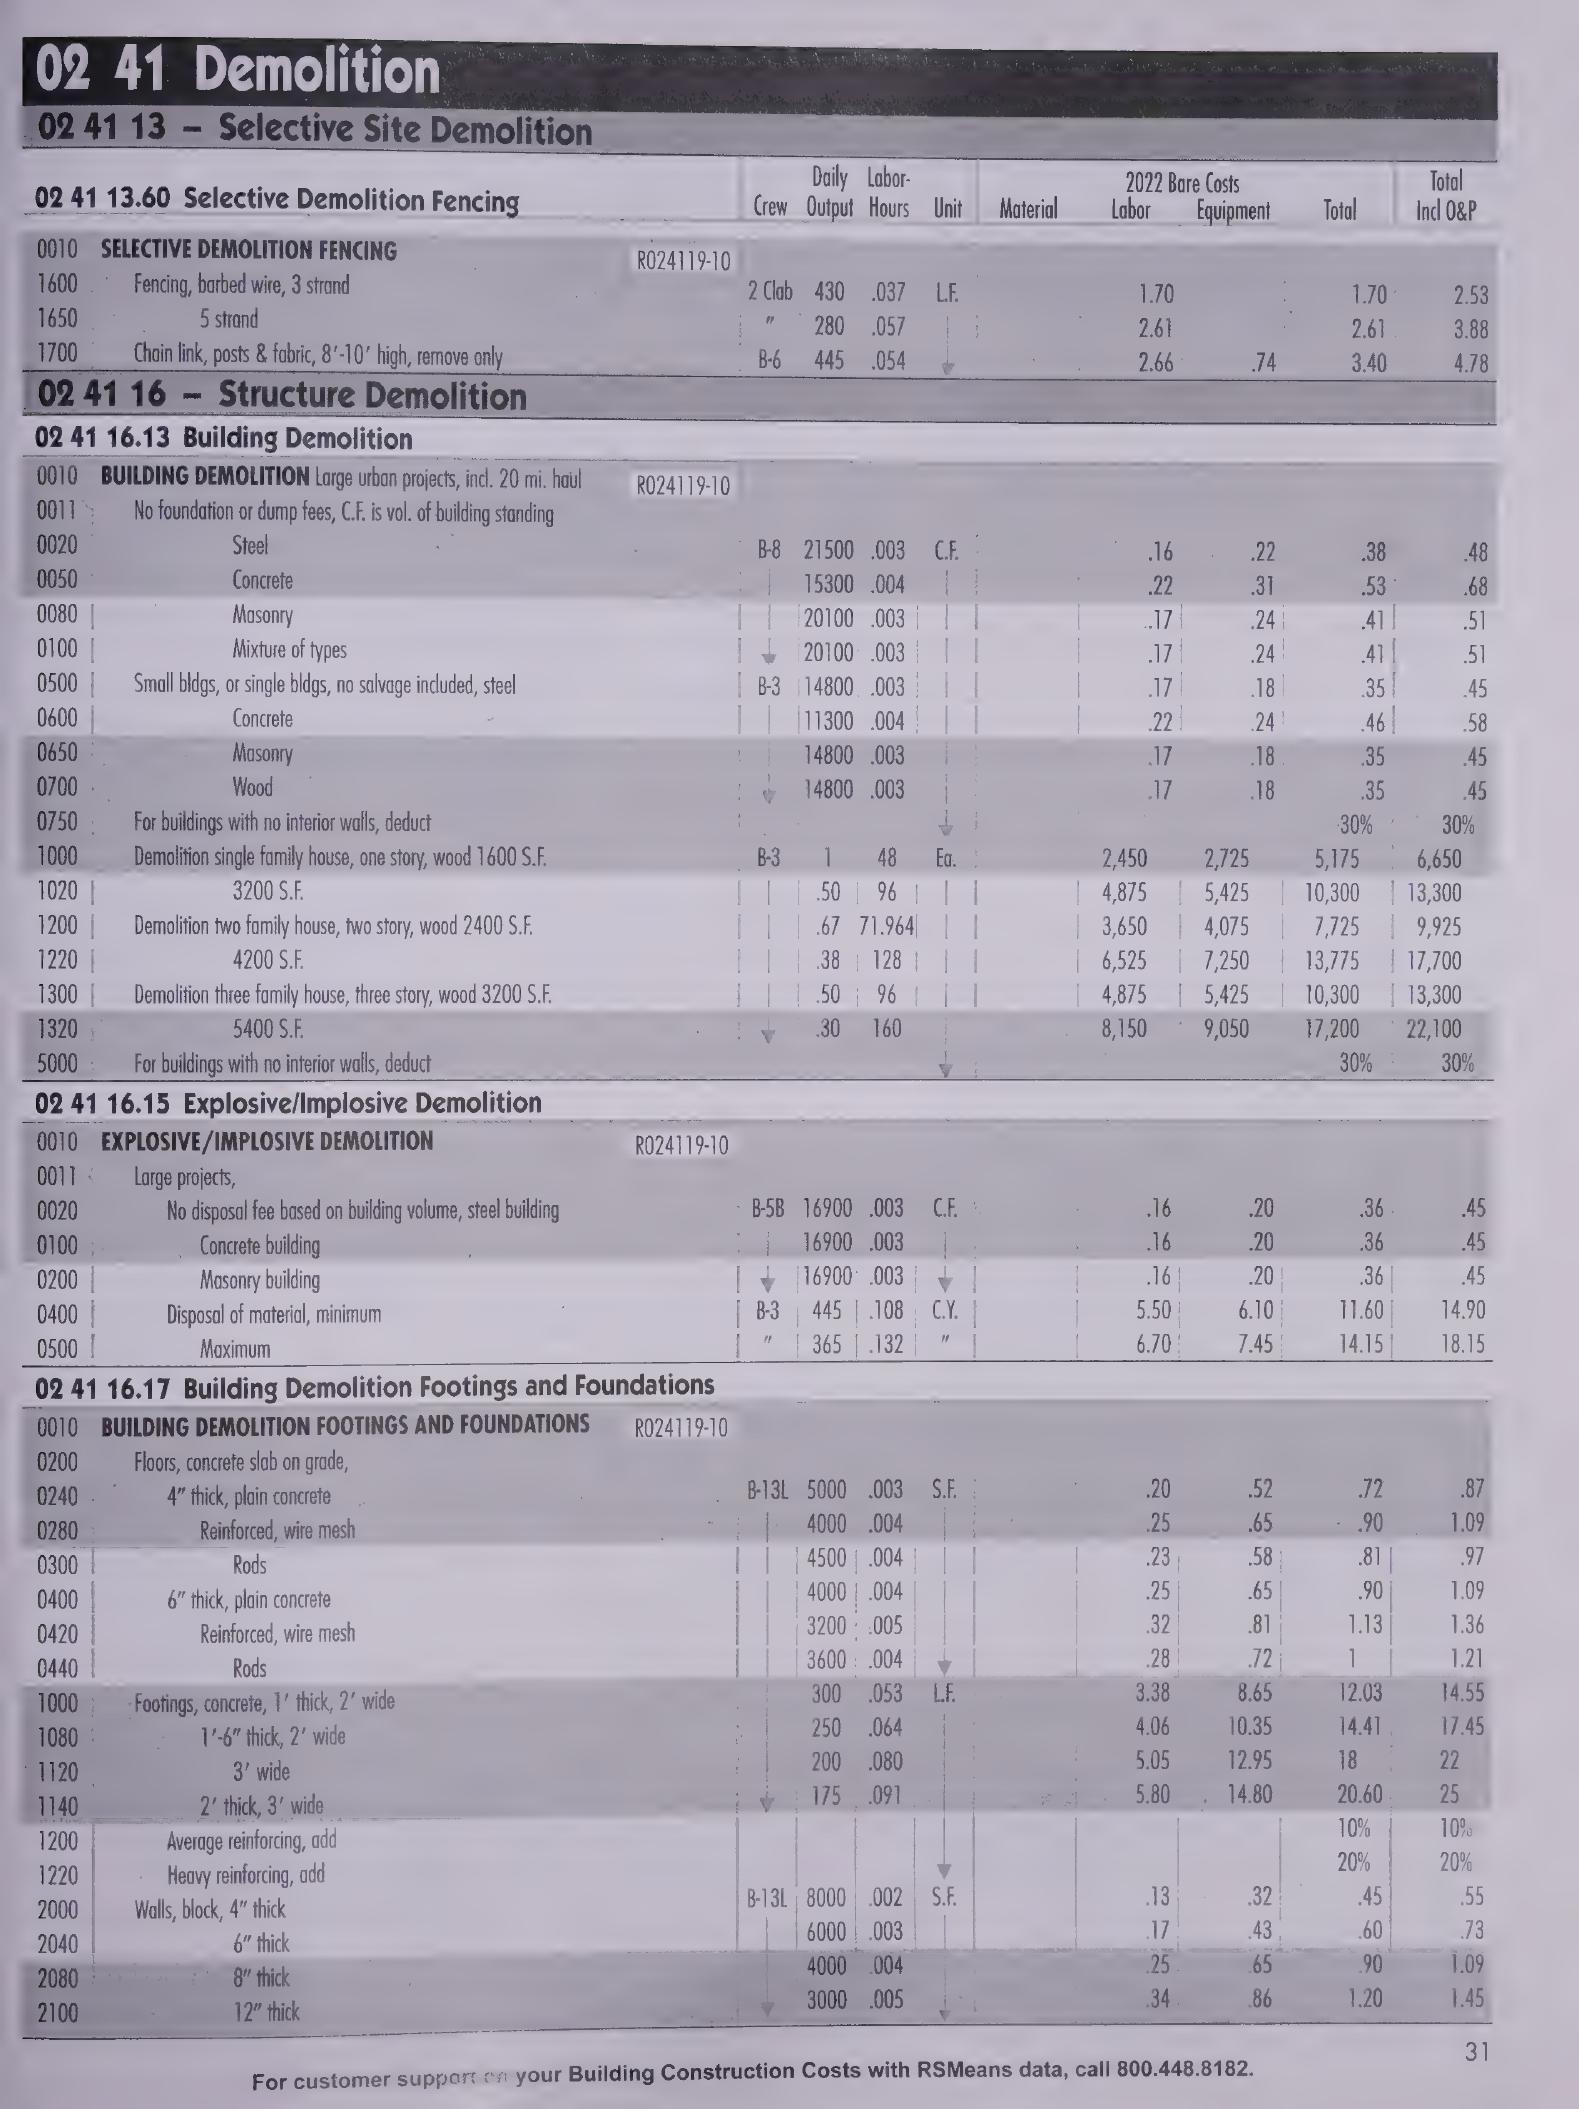 02 41 Demolition
02 41 13 – Selective Site Demolition
02 41 13.60 Selective Demolition Fencing Crew Daily Output Labor-Hours Unit Material 2022 Bare Costs Labor Equipment Total Total Incl O&P
0010 SELECTIVE DEMOLITION FENCING R024119-10
1600 Fencing, barbed wire, 3 strand 2 Clab 430 .037 L.F. 1.70 1.70 2.53
1650 5 strand " 280 .057 2.61 2.61 3.88
1700 Chain link, posts & fabric, 8'-10' high, remove only B-6 445 .054 2.66 .74 3.40 4.78
02 41 16 – Structure Demolition
02 41 16.13 Building Demolition
0010 BUILDING DEMOLITION Large urban projects, incl. 20 mi. haul R024119-10
0011 No foundation or dump fees, C.F. is vol. of building standing
0020 Steel B-8 21500 .003 C.F. .16 .22 .38 .48
0050 Concrete 15300 .004 .22 .31 .53 .68
0080 Masonry 20100 .003 .17 .24 .41 .51
0100 Mixture of types 20100 .003 .17 .24 .41 .51
0500 Small bldgs, or single bldgs, no salvage included, steel B-3 14800 .003 .17 .18 .35 .45
0600 Concrete 11300 .004 .22 .24 .46 .58
0650 Masonry 14800 .003 .17 .18 .35 .45
0700 Wood 14800 .003 .17 .18 .35 .45
0750 For buildings with no interior walls, deduct 30% 30%
1000 Demolition single family house, one story, wood 1600 S.F. B-3 1 48 Ea. 2,450 2,725 5,175 6,650
1020 3200 S.F. .50 96 4,875 5,425 10,300 13,300
1200 Demolition two family house, two story, wood 2400 S.F. .67 71.964 3,650 4,075 7,725 9,925
1220 4200 S.F. .38 128 6,525 7,250 13,775 17,700
1300 Demolition three family house, three story, wood 3200 S.F. .50 96 4,875 5,425 10,300 13,300
1320 5400 S.F. .30 160 8,150 9,050 17,200 22,100
5000 For buildings with no interior walls, deduct 30% 30%
02 41 16.15 Explosive/Implosive Demolition
0010 EXPLOSIVE/IMPLOSIVE DEMOLITION R024119-10
0011 Large projects,
0020 No disposal fee based on building volume, steel building B-5B 16900 .003 C.F. .16 .20 .36 .45
0100 Concrete building 16900 .003 .16 .20 .36 .45
0200 Masonry building 16900 .003 .16 .20 .36 .45
0400 Disposal of material, minimum B-3 445 .108 C.Y. 5.50 6.10 11.60 14.90
0500 Maximum " 365 .132 " 6.70 7.45 14.15 18.15
02 41 16.17 Building Demolition Footings and Foundations
0010 BUILDING DEMOLITION FOOTINGS AND FOUNDATIONS R024119-10
0200 Floors, concrete slab on grade,
0240 4" thick, plain concrete B-13L 5000 .003 S.F. .20 .52 .72 .87
0280 Reinforced, wire mesh 4000 .004 .25 .65 .90 1.09
0300 Rods 4500 .004 .23 .58 .81 .97
0400 6" thick, plain concrete 4000 .004 .25 .65 .90 1.09
0420 Reinforced, wire mesh 3200 .005 .32 .81 1.13 1.36
0440 Rods 3600 .004 .28 .72 1 1.21
1000 Footings, concrete, 1' thick, 2' wide 300 .053 L.F. 3.38 8.65 12.03 14.55
1080 1'-6" thick, 2' wide 250 .064 4.06 10.35 14.41 17.45
1120 3' wide 200 .080 5.05 12.95 18 22
1140 2' thick, 3' wide 175 .091 5.80 14.80 20.60 25
1200 Average reinforcing, add 10% 10%
1220 Heavy reinforcing, add 20% 20%
2000 Walls, block, 4" thick B-13L 8000 .002 S.F. .13 .32 .45 .55
2040 6" thick 6000 .003 .17 .43 .60 .73
2080 8" thick 4000 .004 .25 .65 .90 1.09
2100 12" thick 3000 .005 .34 .86 1.20 1.45
For customer support on your Building Construction Costs with RSMeans data, call 800.448.8182.
31